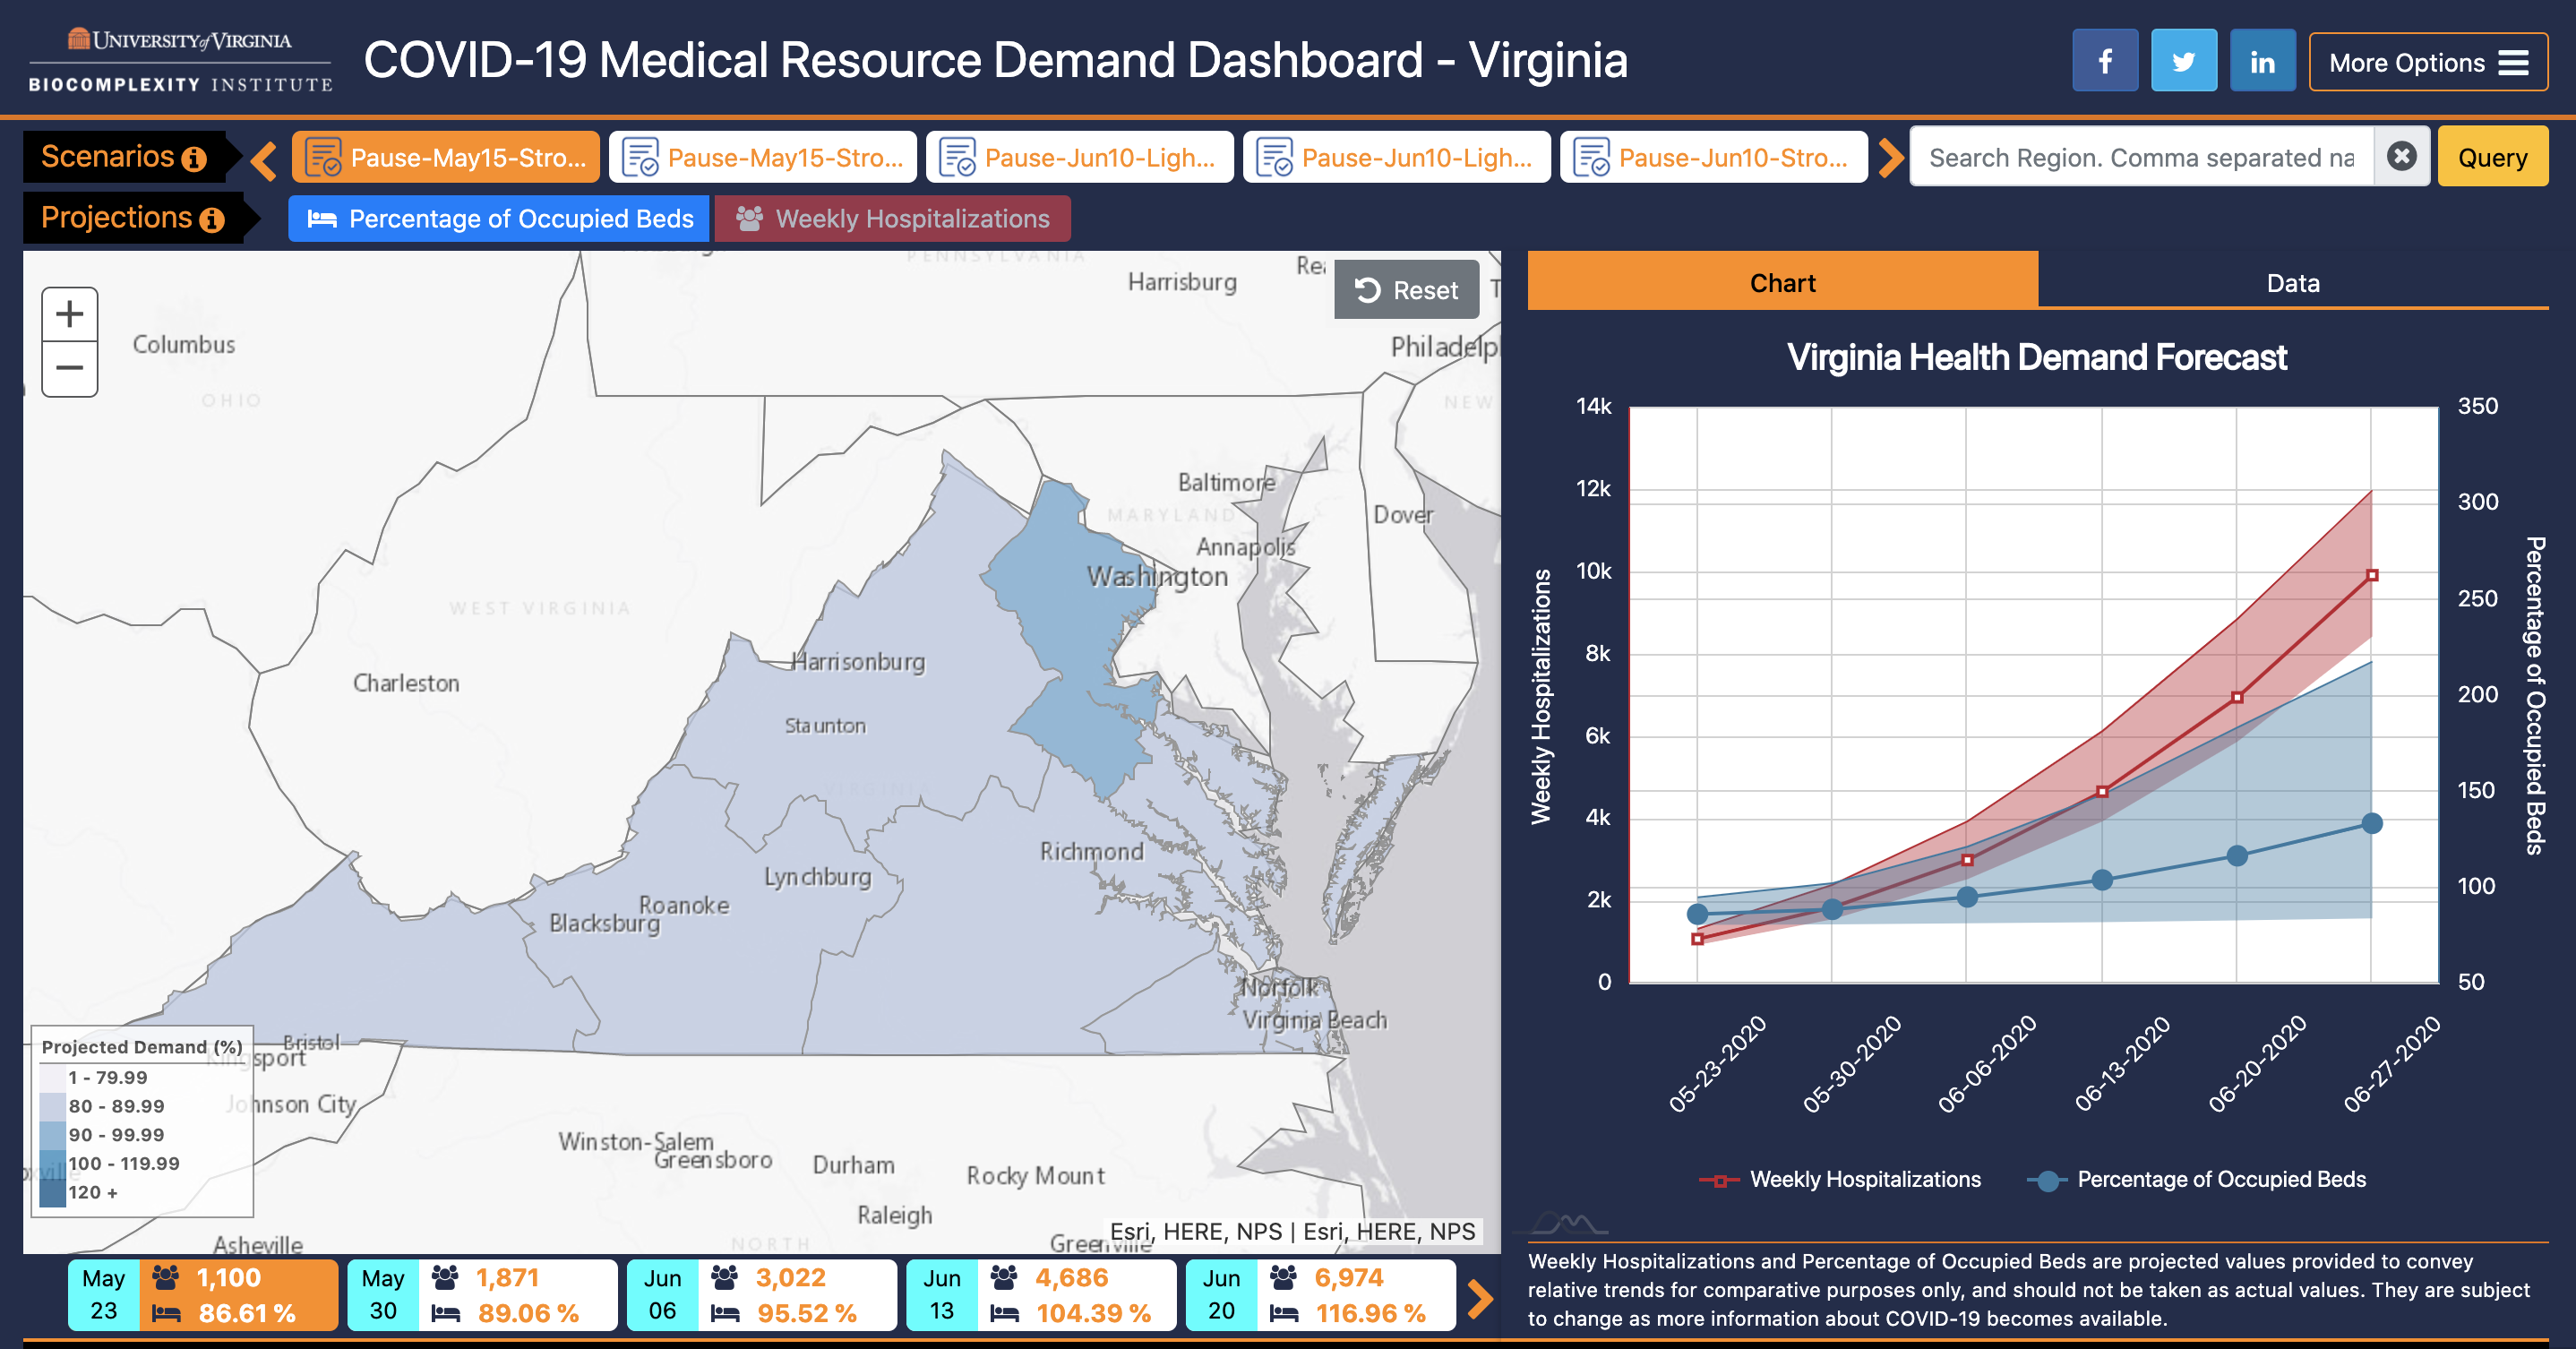 UNIVERSITY of VIRGINIA
BIOCOMPLEXITY INSTITUTE
COVID-19 Medical Resource Demand Dashboard - Virginia
More Options
Scenarios
Pause-May15-Stro...
Pause-May15-Stro...
Pause-Jun10-Ligh...
Pause-Jun10-Ligh...
Pause-Jun10-Stro...
Search Region. Comma separated na
Query
Projections
Percentage of Occupied Beds
Weekly Hospitalizations
Reset
PENNSYLVANIA
Harrisburg
Columbus
Philadelp
OHIO
NEW
Baltimore
MARYLAND
Dover
Annapolis
Washington
WEST VIRGINIA
Harrisonburg
Charleston
Staunton
VIRGINIA
Richmond
Lynchburg
Roanoke
Blacksburg
Norfolk
Virginia Beach
Bristol
Kingsport
Johnson City
Winston-Salem
Greensboro
Durham
Rocky Mount
Raleigh
NORTH
Greenville
Asheville
Projected Demand (%)
1 - 79.99
80 - 89.99
90 - 99.99
100 - 119.99
120 +
Esri, HERE, NPS | Esri, HERE, NPS
May 23
1,100
86.61 %
May 30
1,871
89.06 %
Jun 06
3,022
95.52 %
Jun 13
4,686
104.39 %
Jun 20
6,974
116.96 %
Chart
Data
Virginia Health Demand Forecast
14k
12k
10k
8k
6k
4k
2k
0
Weekly Hospitalizations
350
300
250
200
150
100
50
Percentage of Occupied Beds
05-23-2020
05-30-2020
06-06-2020
06-13-2020
06-20-2020
06-27-2020
Weekly Hospitalizations
Percentage of Occupied Beds
Weekly Hospitalizations and Percentage of Occupied Beds are projected values provided to convey
relative trends for comparative purposes only, and should not be taken as actual values. They are subject
to change as more information about COVID-19 becomes available.